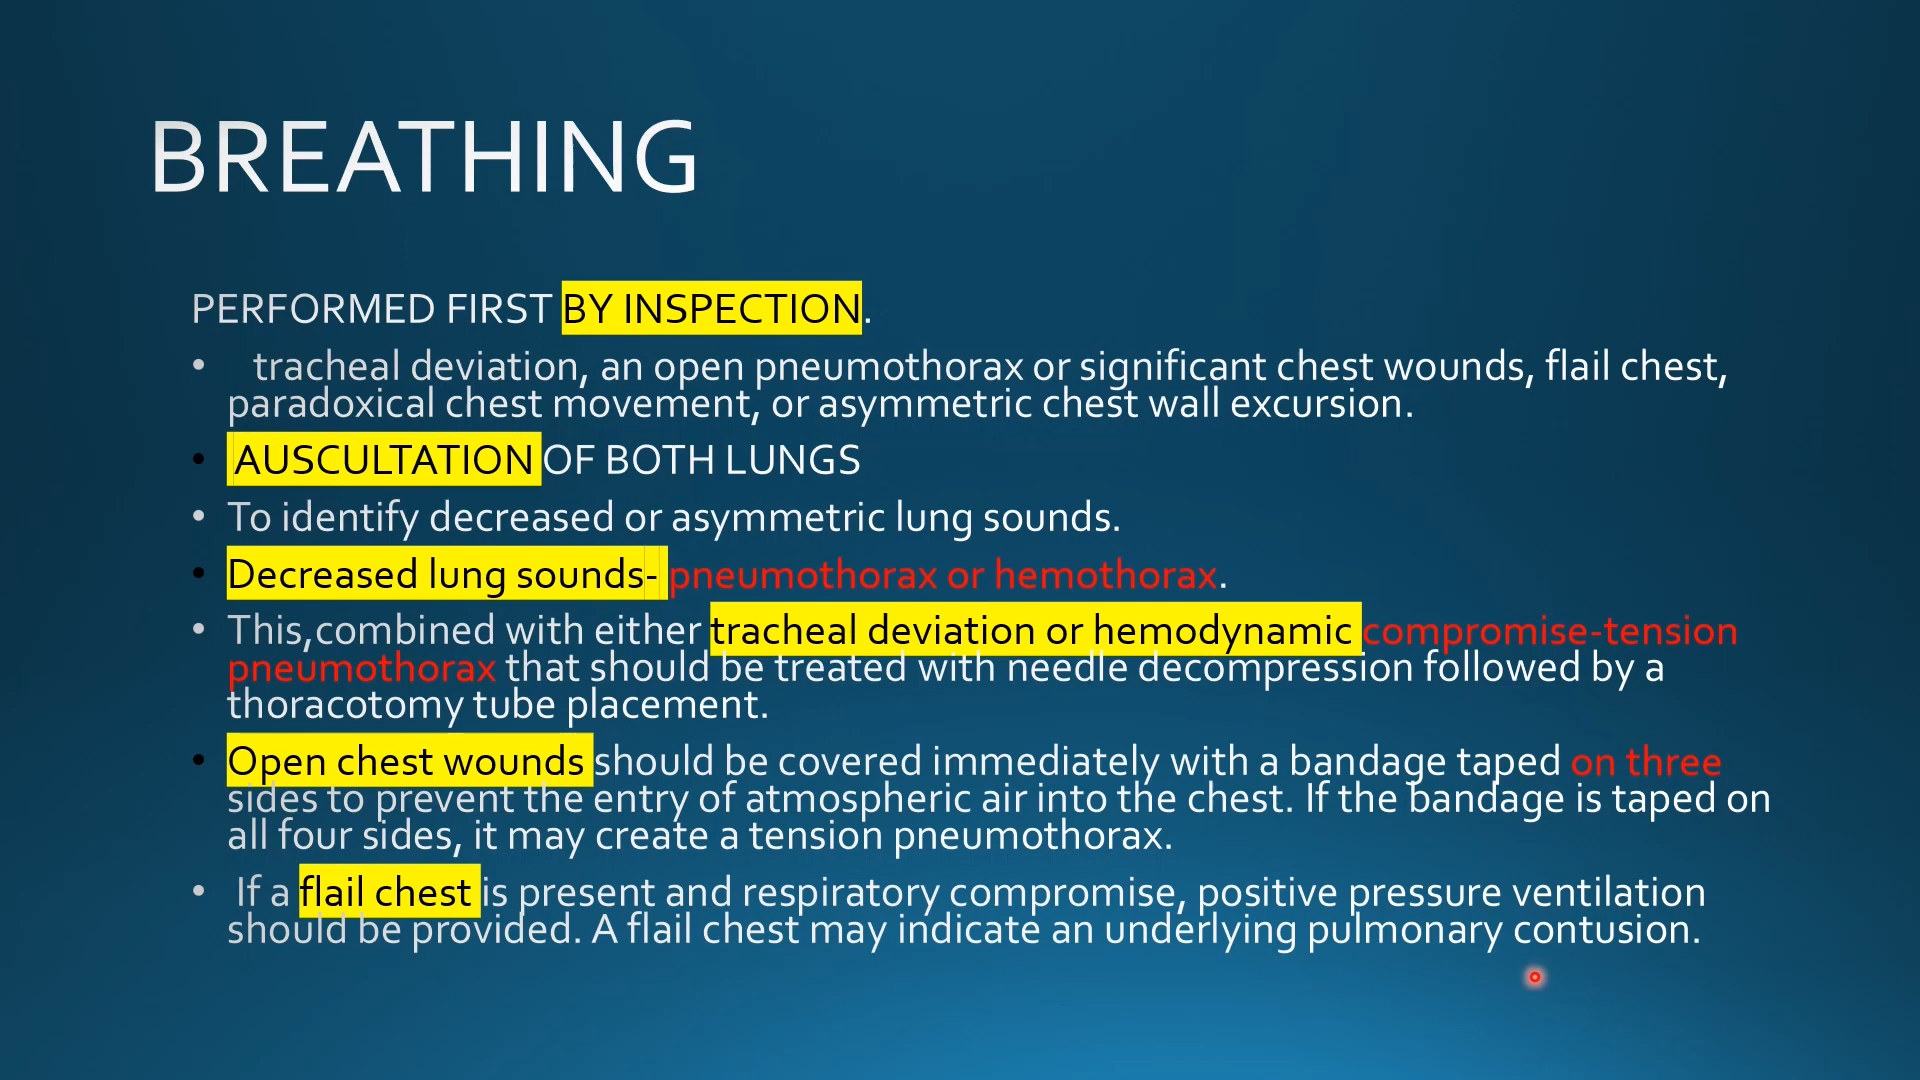 BREATHING
PERFORMED FIRST BY INSPECTION.
• tracheal deviation, an open pneumothorax or significant chest wounds, flail chest,
paradoxical chest movement, or asymmetric chest wall excursion.
• AUSCULTATION OF BOTH LUNGS
• To identify decreased or asymmetric lung sounds.
• Decreased lung sounds- pneumothorax or hemothorax.
• This,combined with either tracheal deviation or hemodynamic compromise-tension
pneumothorax that should be treated with needle decompression followed by a
thoracotomy tube placement.
• Open chest wounds should be covered immediately with a bandage taped on three
sides to prevent the entry of atmospheric air into the chest. If the bandage is taped on
all four sides, it may create a tension pneumothorax.
• If a flail chest is present and respiratory compromise, positive pressure ventilation
should be provided. A flail chest may indicate an underlying pulmonary contusion.